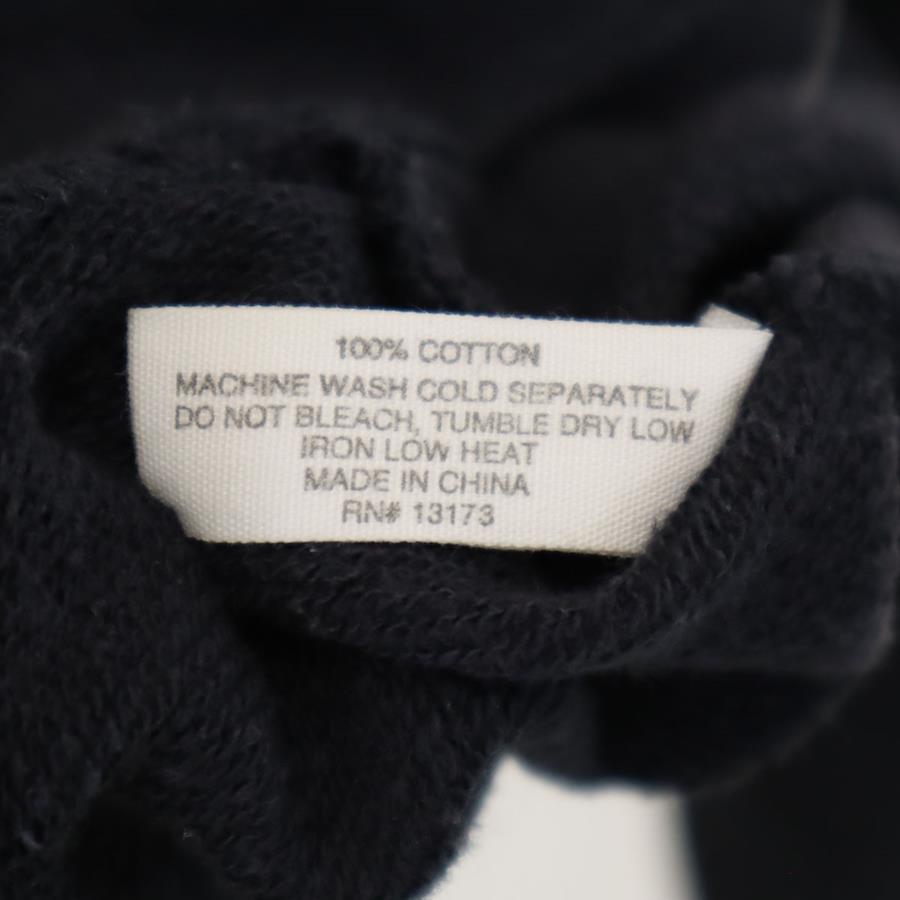 100% COTTON
MACHINE WASH COLD SEPARATELY
DO NOT BLEACH, TUMBLE DRY LOW
IRON LOW HEAT
MADE IN CHINA
RN# 13173